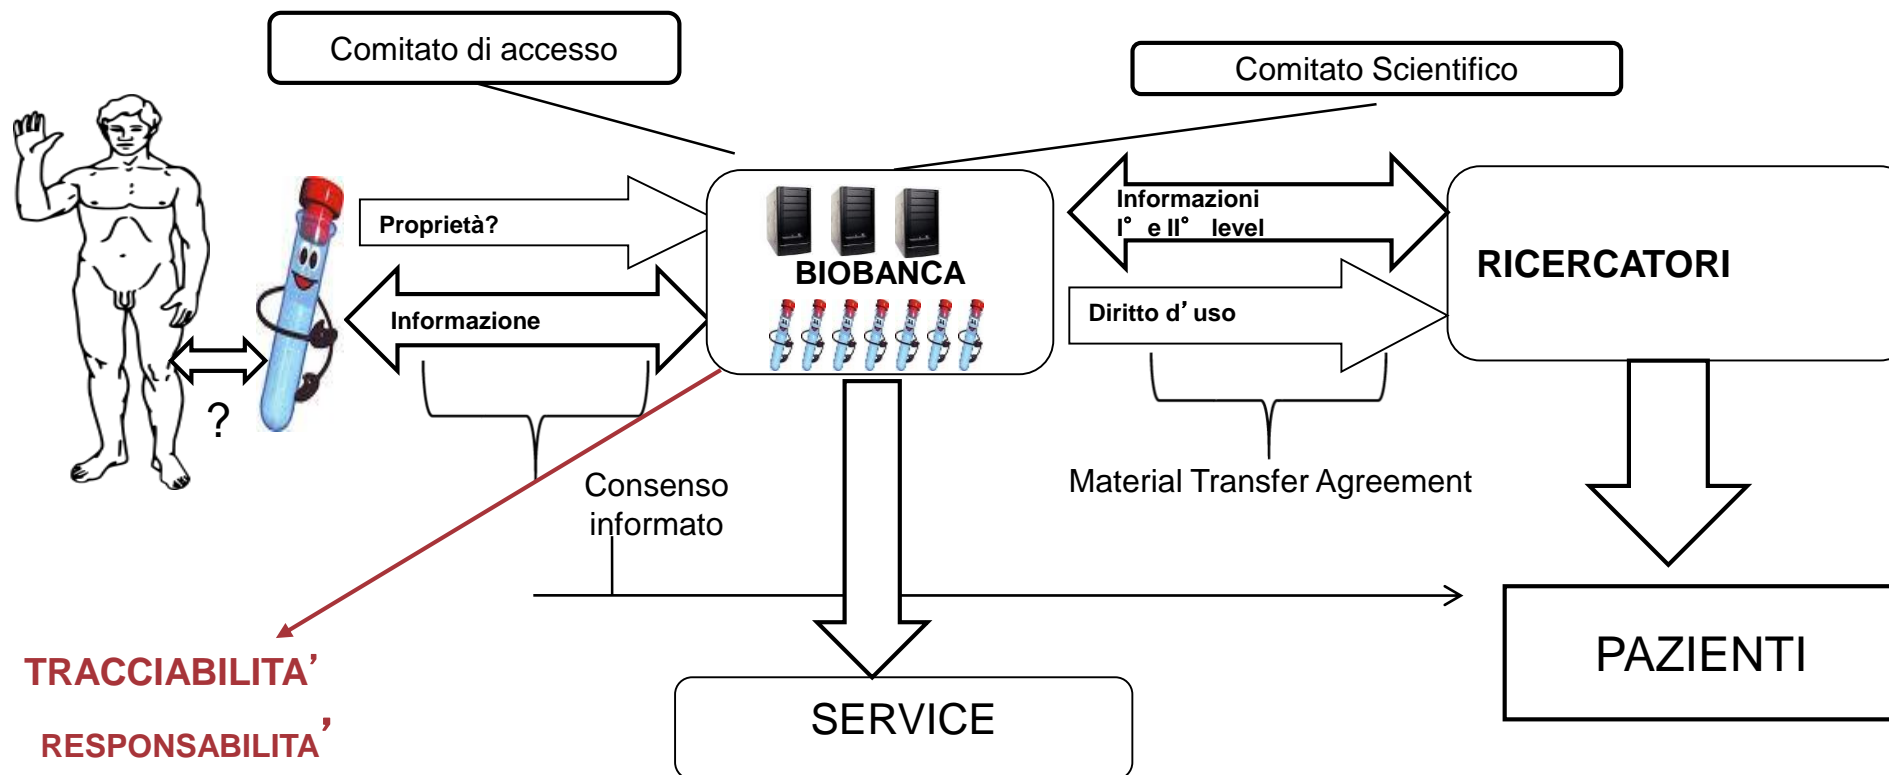 Comitato di accesso
Comitato Scientifico
Proprietà?
Informazione
?
BIOBANCA
Informazioni
I° e II° level
Diritto d’ uso
RICERCATORI
Consenso
informato
Material Transfer Agreement
TRACCIABILITA’
RESPONSABILITA’
SERVICE
PAZIENTI